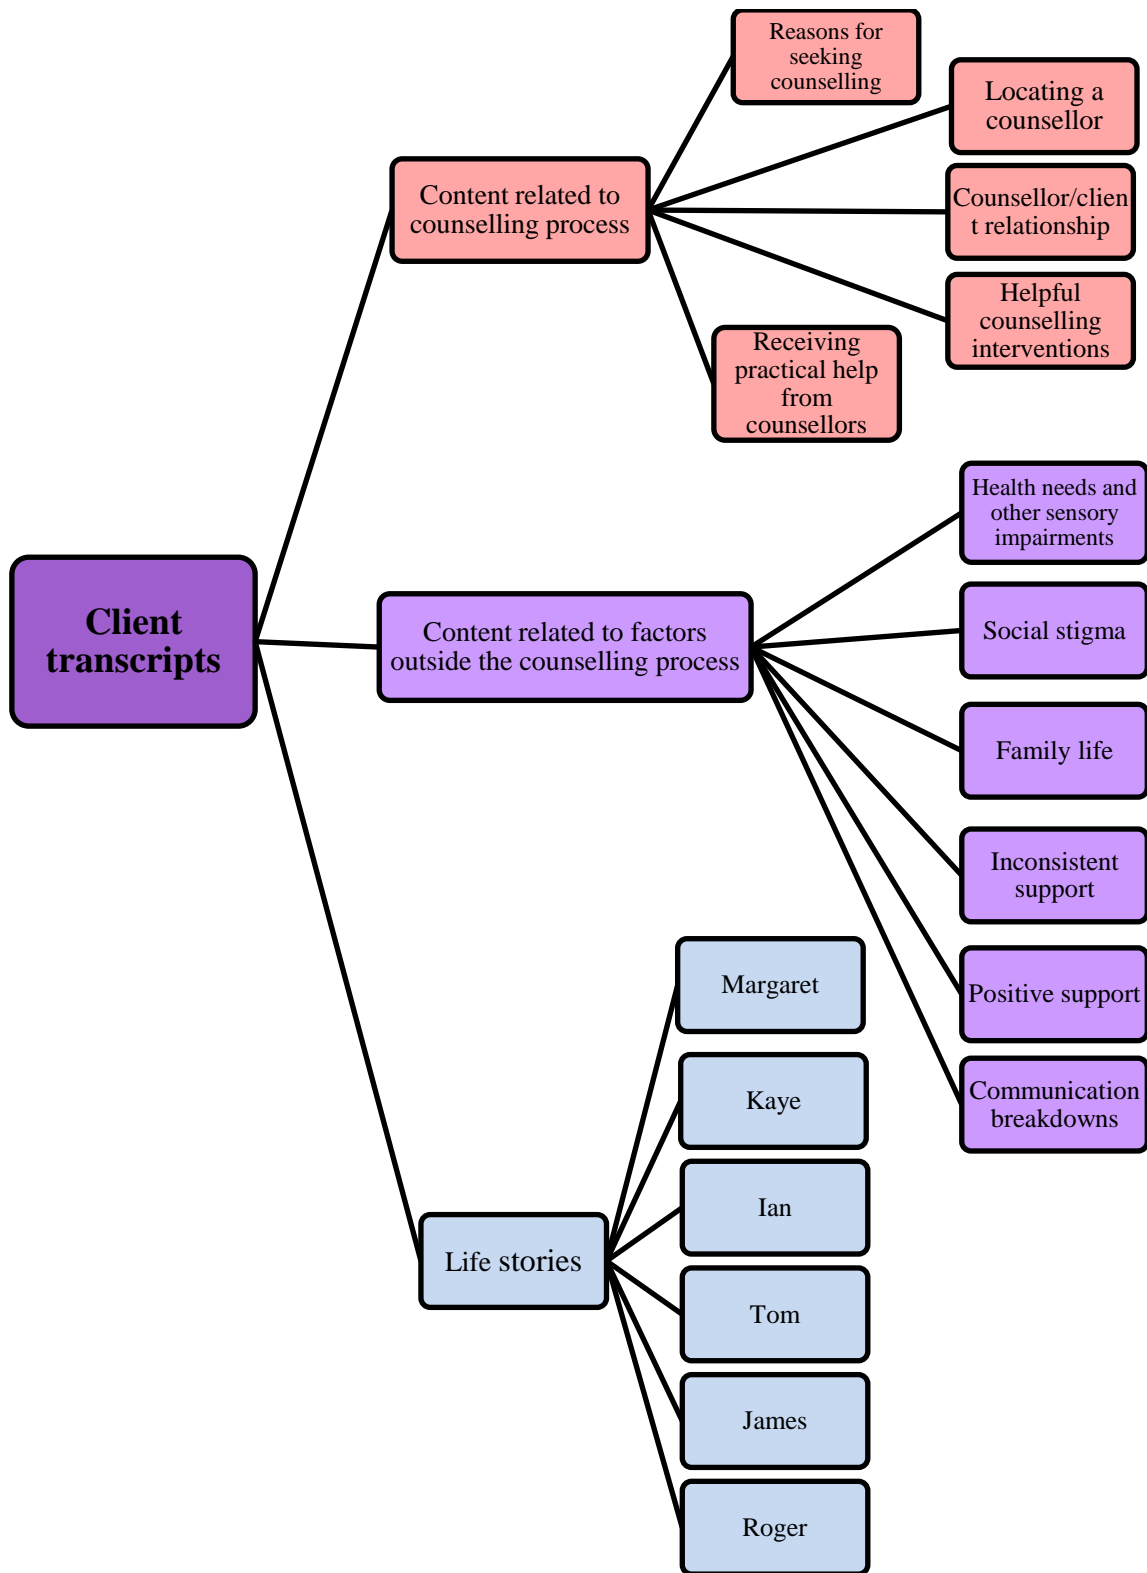 Reasons for
seeking
counselling
Locating a
counsellor
Content related to
counselling process
Counsellor/clien
t relationship
Helpful
counselling
interventions
Receiving
practical help
from
counsellors
Health needs and
other sensory
impairments
Client
transcripts
Content related to factors
outside the counselling process
Social stigma
Family life
Inconsistent
support
Positive support
Communication
breakdowns
Life stories
Margaret
Kaye
Ian
Tom
James
Roger